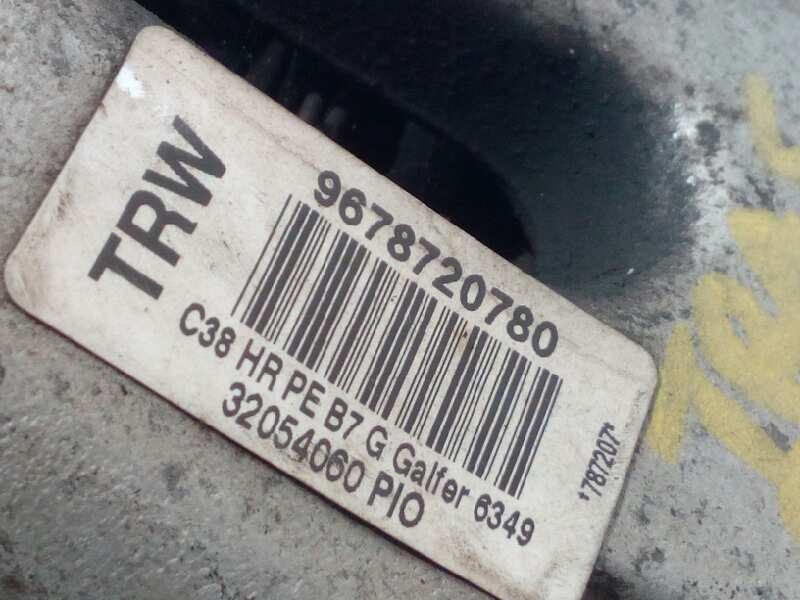 TRW
9678720780
C38 HR PE B7 G Galfer 6349
32054060 PIO
*787207*